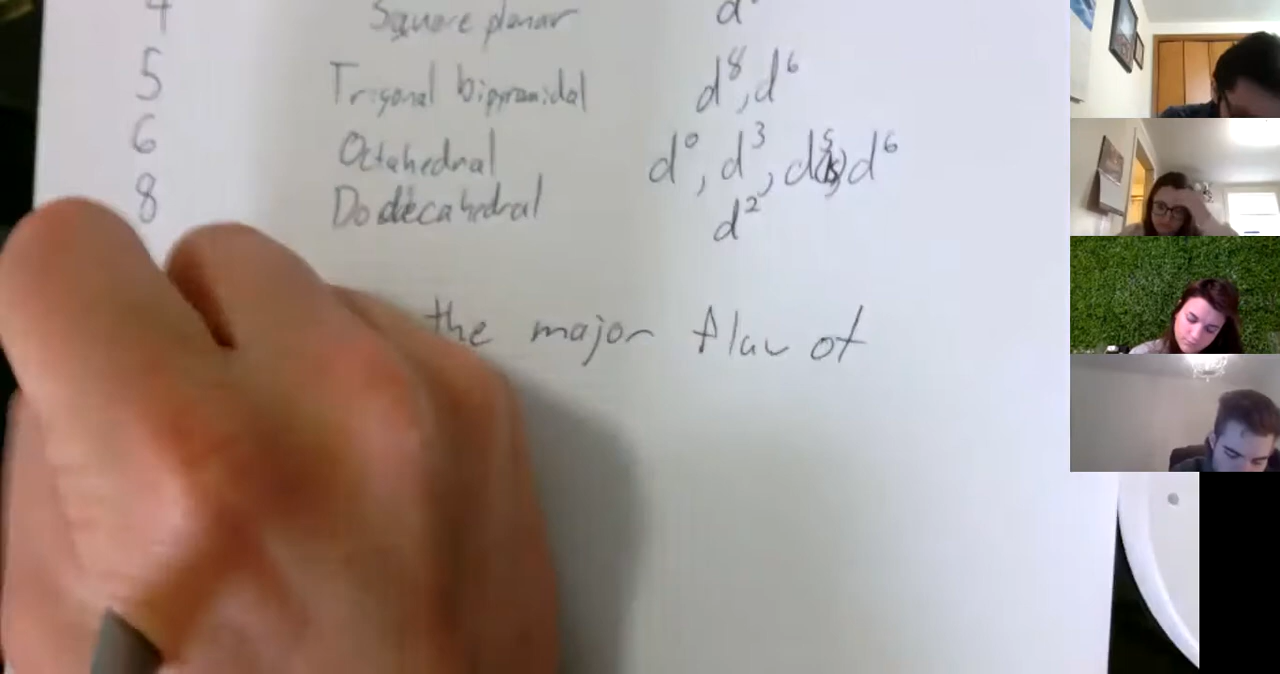 4 Square planar d
5 Trigonal bipyramidal d⁸, d⁶
6 Octahedral d⁰, d³, d⁵, d⁶
8 Dodecahedral d²
the major flaw of